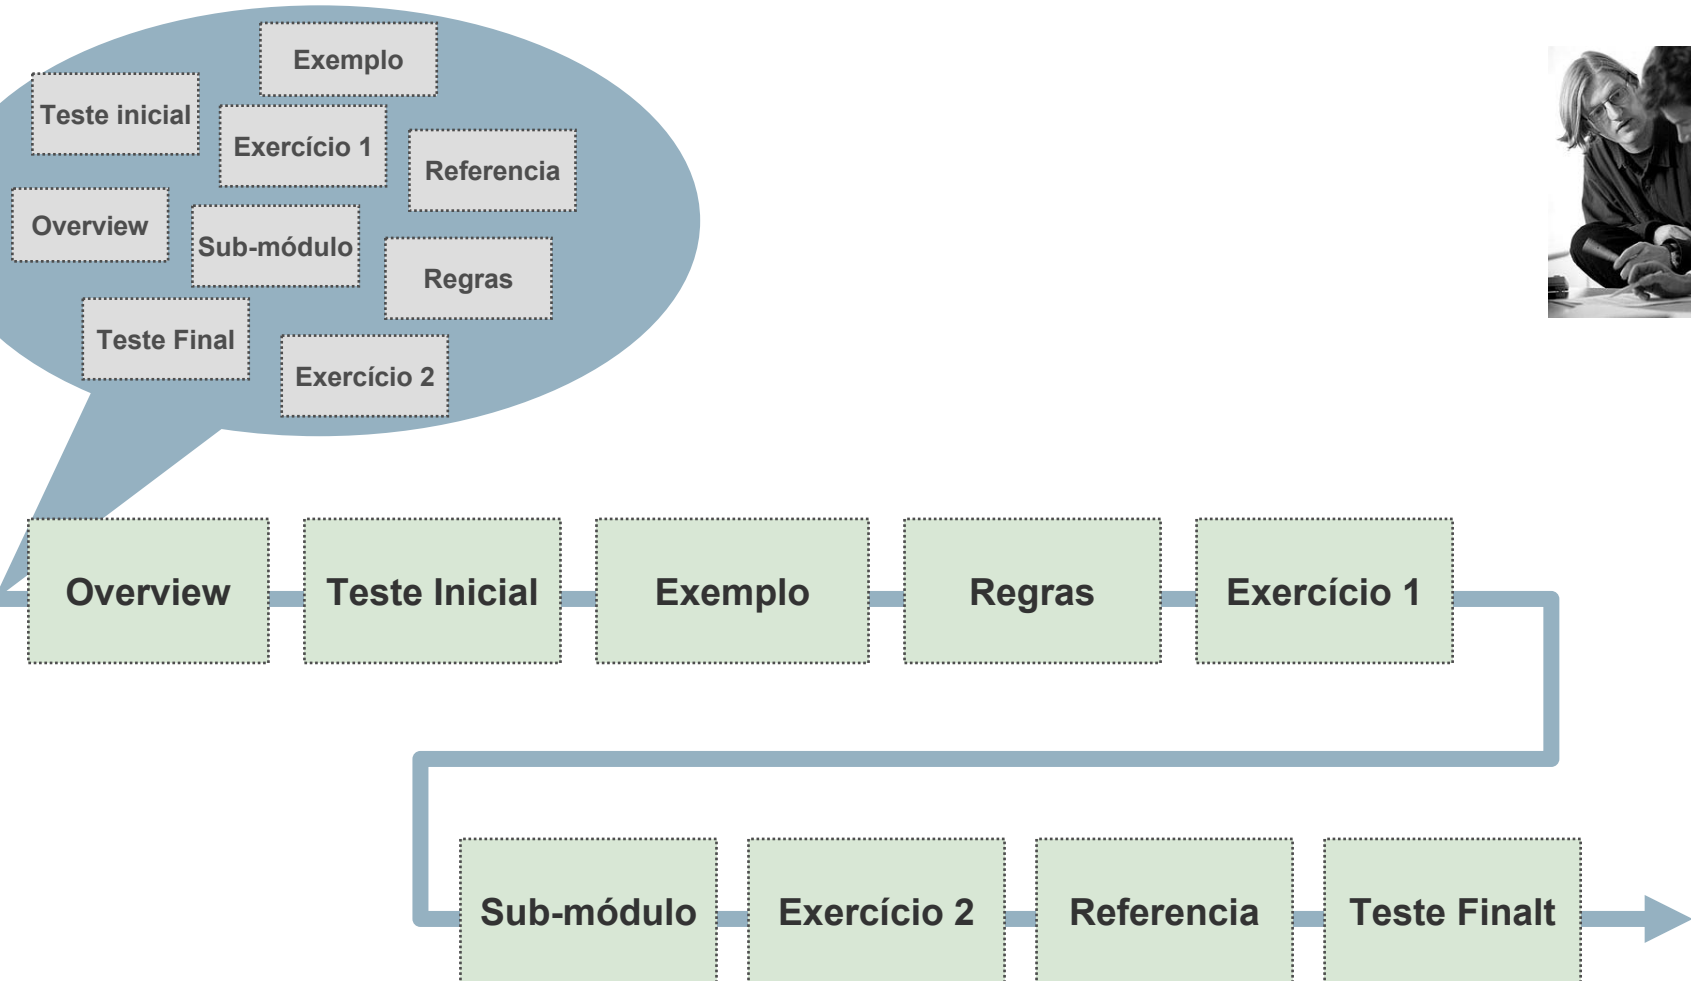 Exemplo
Teste inicial
Exercício 1
Referencia
Overview
Sub-módulo
Regras
Teste Final
Exercício 2
Overview
Teste Inicial
Exemplo
Regras
Exercício 1
Sub-módulo
Exercício 2
Referencia
Teste Finalt